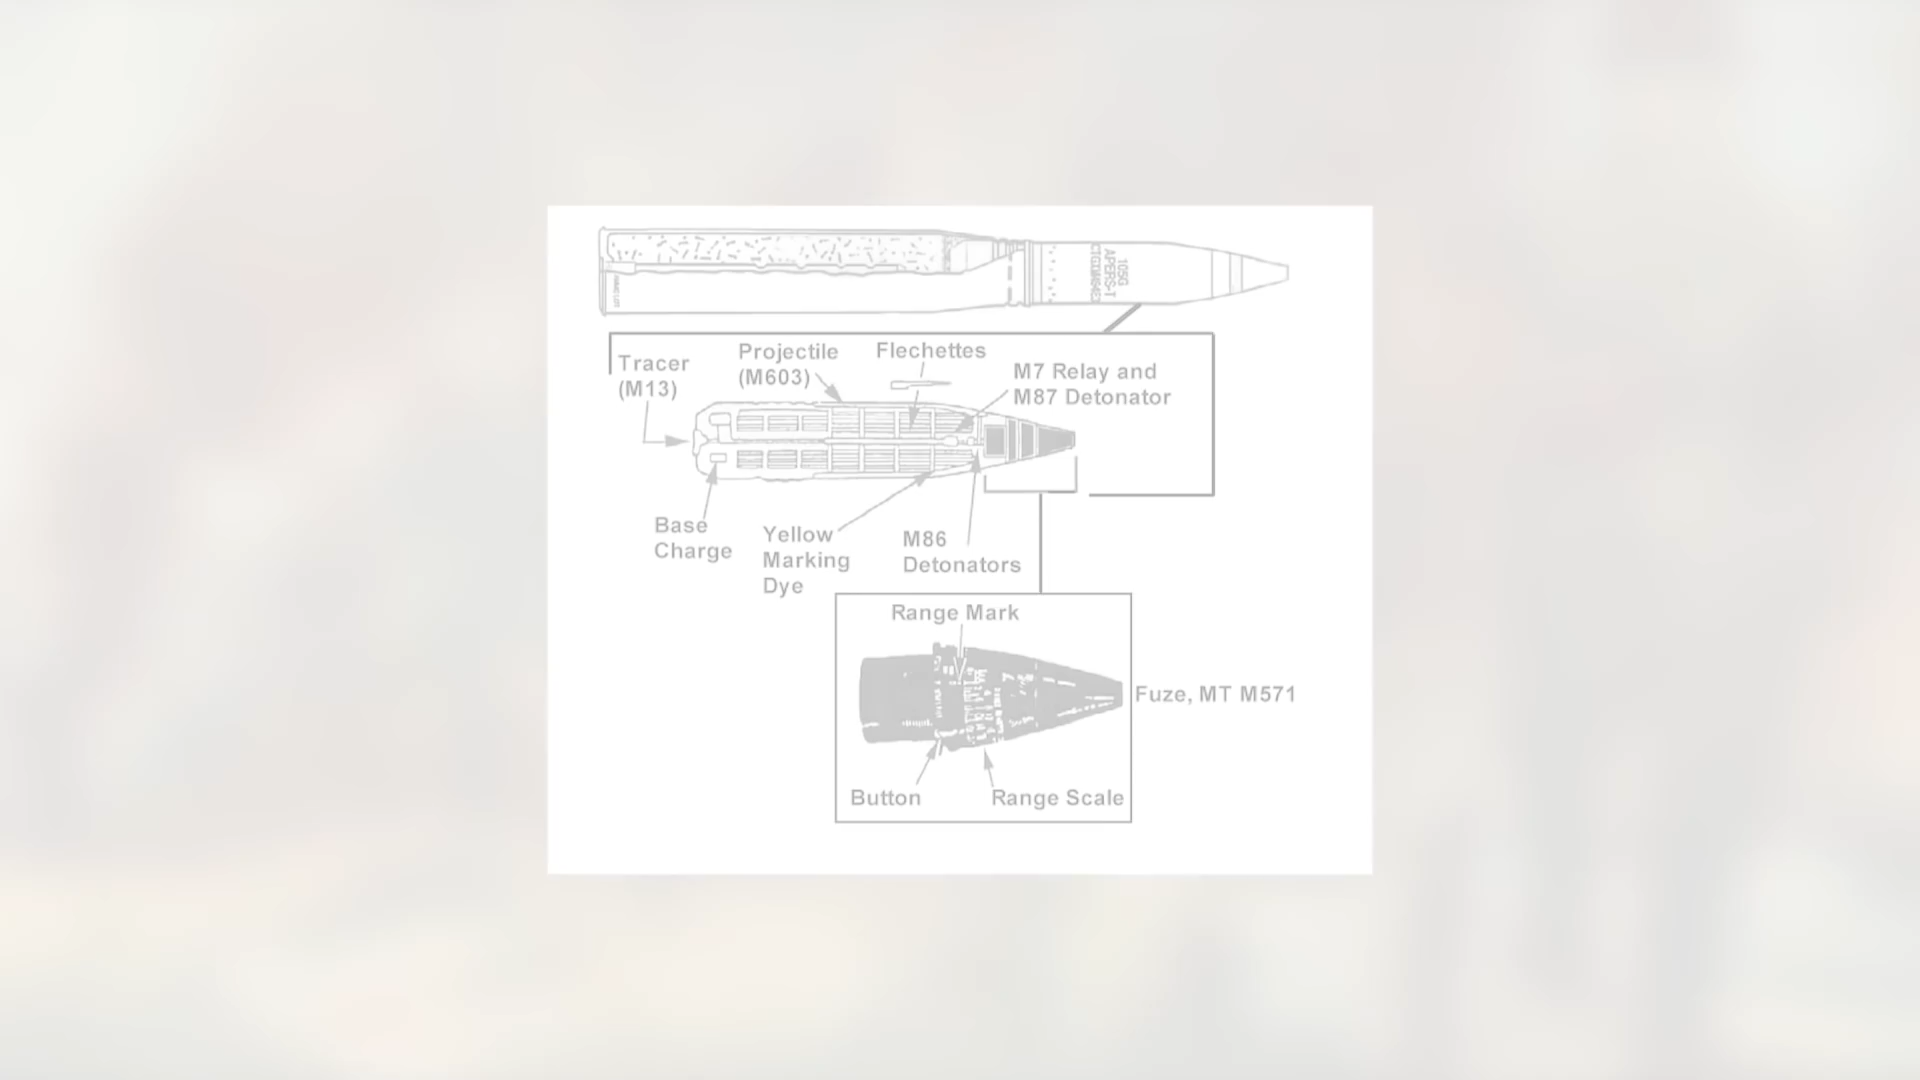 105G
APERS-T
Tracer
(M13)
Projectile
(M603)
Flechettes
M7 Relay and
M87 Detonator
Base
Charge
Yellow
Marking
Dye
M86
Detonators
Range Mark
Fuze, MT M571
Button
Range Scale